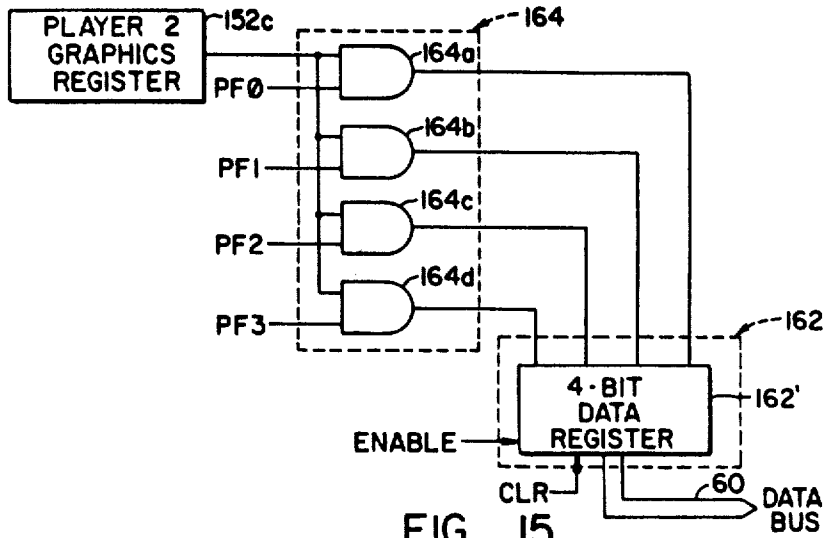 PLAYER 2
GRAPHICS
REGISTER
152c
164
164a
PFØ
164b
PF1
164c
PF2
164d
PF3
162
4-BIT
DATA
REGISTER
162'
ENABLE
CLR
60
DATA
BUS
FIG. 15